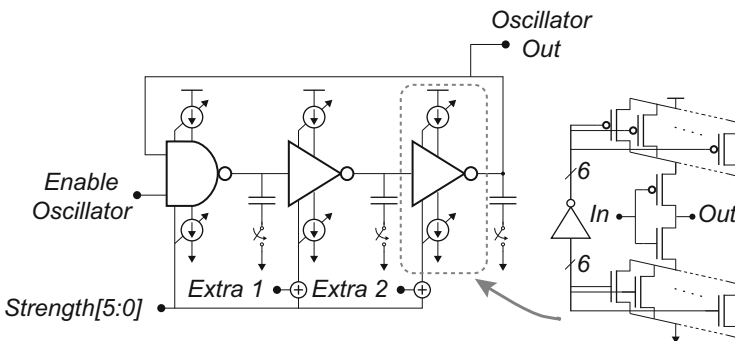 Oscillator
Out
Enable
Oscillator
6
In
Out
6
Extra 1
Extra 2
Strength[5:0]